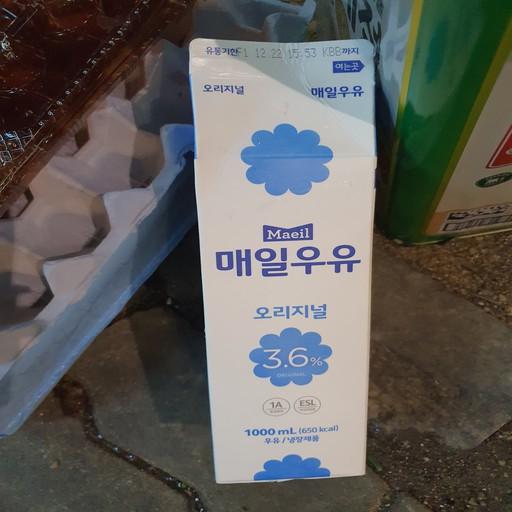 유통기한F1 12.22 15:53 KBB까지
여는곳
오리지널 매일우유
Maeil
매일우유
오리지널
3.6%
ORIGINAL
1A ESL
1000 mL (650 kcal)
우유 / 냉장제품